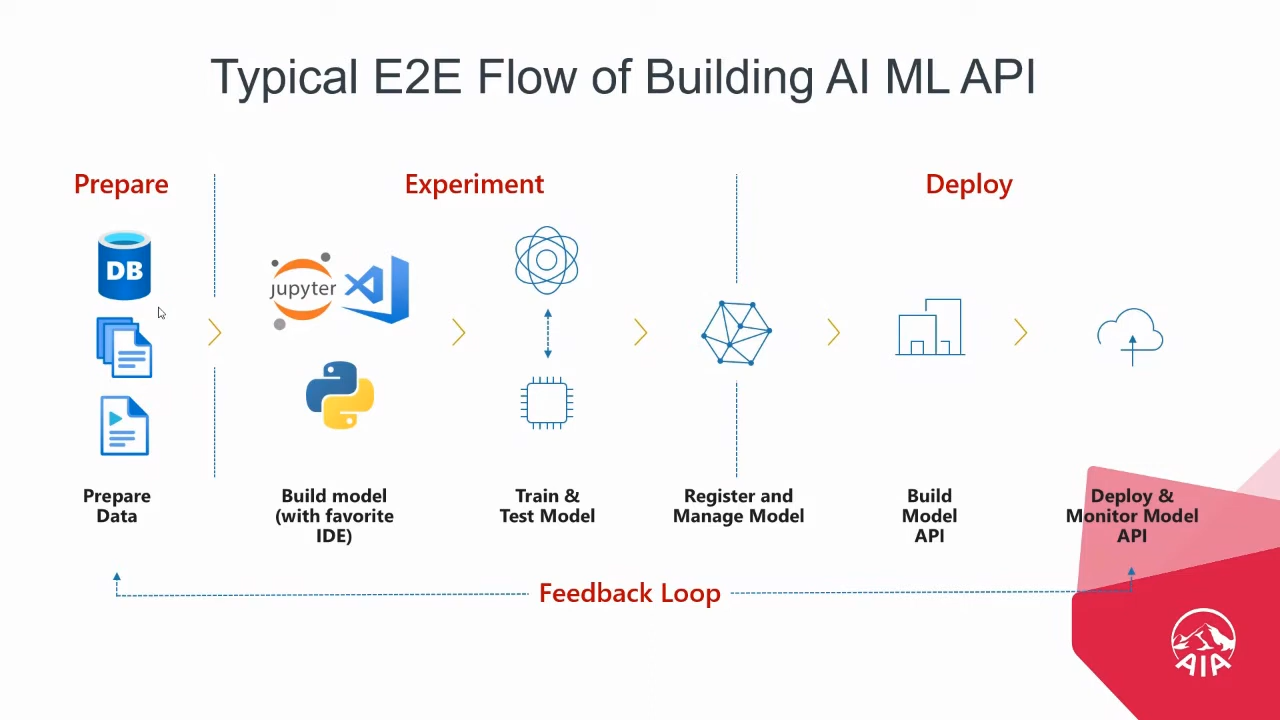 Typical E2E Flow of Building AI ML API
Prepare
Experiment
Deploy
DB
jupyter
Prepare
Data
Build model
(with favorite
IDE)
Train &
Test Model
Register and
Manage Model
Build
Model
API
Deploy &
Monitor Model
API
Feedback Loop
AIA